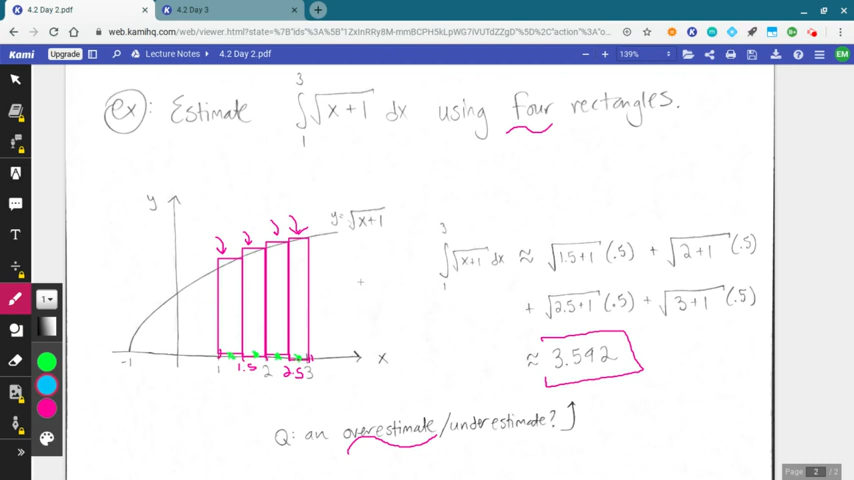 4.2 Day 2.pdf
4.2 Day 3
Kami
Upgrade
Lecture Notes
4.2 Day 2.pdf
139%
EM
ex: Estimate ∫₁³ √(x+1) dx using four rectangles.
y
y=√(x+1)
-1 1 1.5 2 2.5 3
x
∫₁³ √(x+1) dx ≈ √(1.5+1) (.5) + √(2+1) (.5)
+ √(2.5+1) (.5) + √(3+1) (.5)
≈ 3.592
Q: an overestimate/underestimate?
T
1
Page 2 / 2